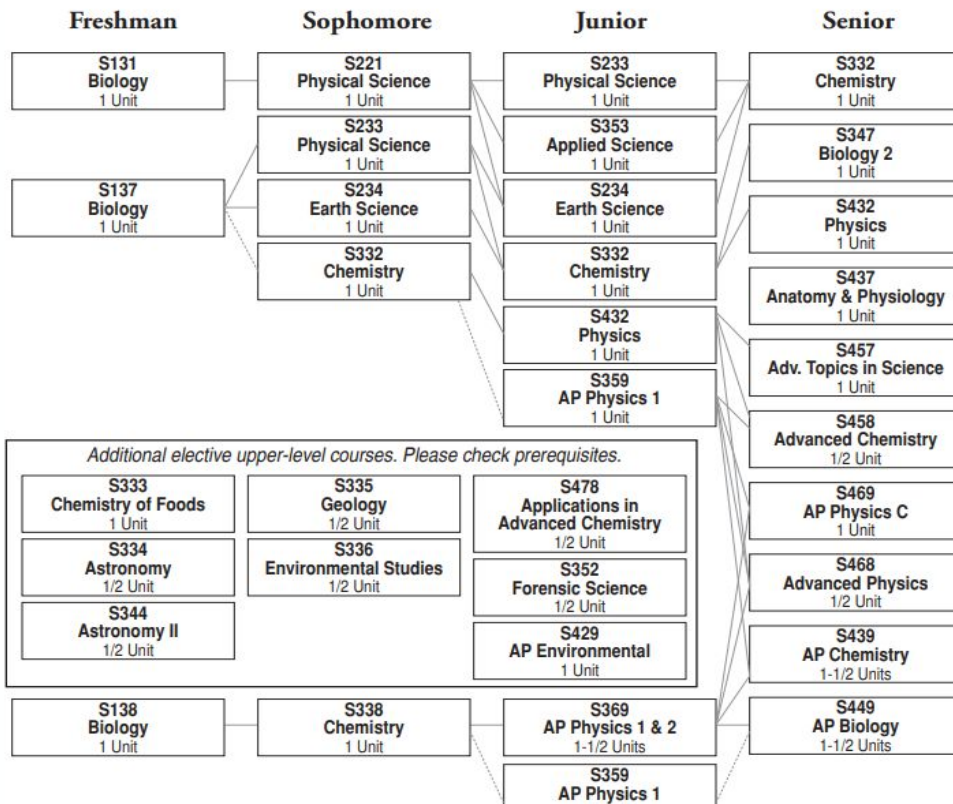 Freshman
Sophomore
Junior
Senior
S131
Biology
1 Unit
S137
Biology
1 Unit
S221
Physical Science
1 Unit
S233
Physical Science
1 Unit
S234
Earth Science
1 Unit
S332
Chemistry
1 Unit
S233
Physical Science
1 Unit
S353
Applied Science
1 Unit
S234
Earth Science
1 Unit
S332
Chemistry
1 Unit
S432
Physics
1 Unit
S359
AP Physics 1
1 Unit
S332
Chemistry
1 Unit
S347
Biology 2
1 Unit
S432
Physics
1 Unit
S437
Anatomy & Physiology
1 Unit
S457
Adv. Topics in Science
1 Unit
S458
Advanced Chemistry
1/2 Unit
S469
AP Physics C
1 Unit
S468
Advanced Physics
1/2 Unit
S439
AP Chemistry
1-1/2 Units
S449
AP Biology
1-1/2 Units
Additional elective upper-level courses. Please check prerequisites.
S333
Chemistry of Foods
1 Unit
S334
Astronomy
1/2 Unit
S344
Astronomy II
1/2 Unit
S335
Geology
1/2 Unit
S336
Environmental Studies
1/2 Unit
S478
Applications in
Advanced Chemistry
1/2 Unit
S352
Forensic Science
1/2 Unit
S429
AP Environmental
1 Unit
S138
Biology
1 Unit
S338
Chemistry
1 Unit
S369
AP Physics 1 & 2
1-1/2 Units
S359
AP Physics 1